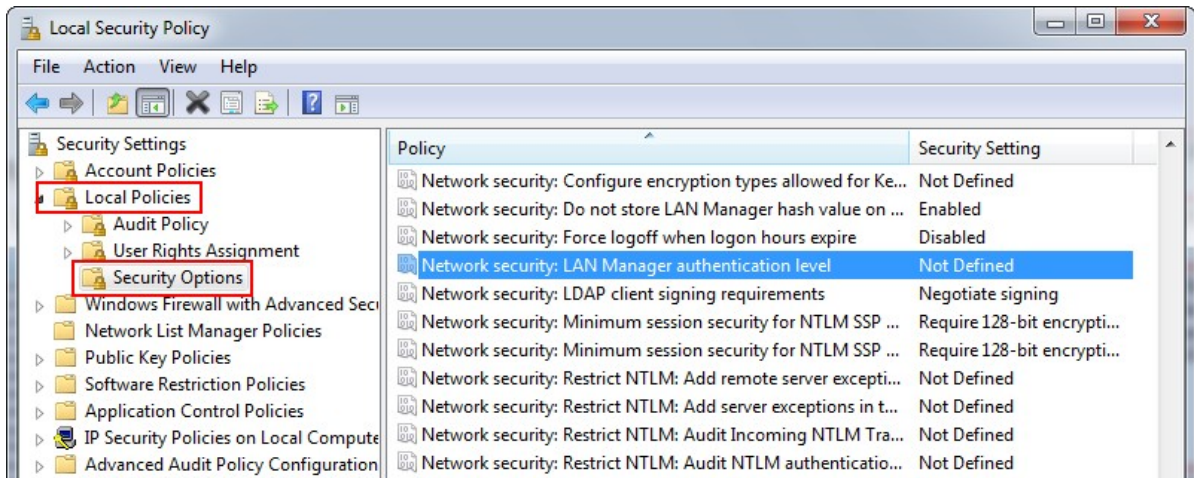 Local Security Policy
File Action View Help
Security Settings
Account Policies
Local Policies
Audit Policy
User Rights Assignment
Security Options
Windows Firewall with Advanced Secu
Network List Manager Policies
Public Key Policies
Software Restriction Policies
Application Control Policies
IP Security Policies on Local Compute
Advanced Audit Policy Configuration
Policy Security Setting
Network security: Configure encryption types allowed for Ke... Not Defined
Network security: Do not store LAN Manager hash value on ... Enabled
Network security: Force logoff when logon hours expire Disabled
Network security: LAN Manager authentication level Not Defined
Network security: LDAP client signing requirements Negotiate signing
Network security: Minimum session security for NTLM SSP ... Require 128-bit encrypti...
Network security: Minimum session security for NTLM SSP ... Require 128-bit encrypti...
Network security: Restrict NTLM: Add remote server excepti... Not Defined
Network security: Restrict NTLM: Add server exceptions in t... Not Defined
Network security: Restrict NTLM: Audit Incoming NTLM Tra... Not Defined
Network security: Restrict NTLM: Audit NTLM authenticatio... Not Defined